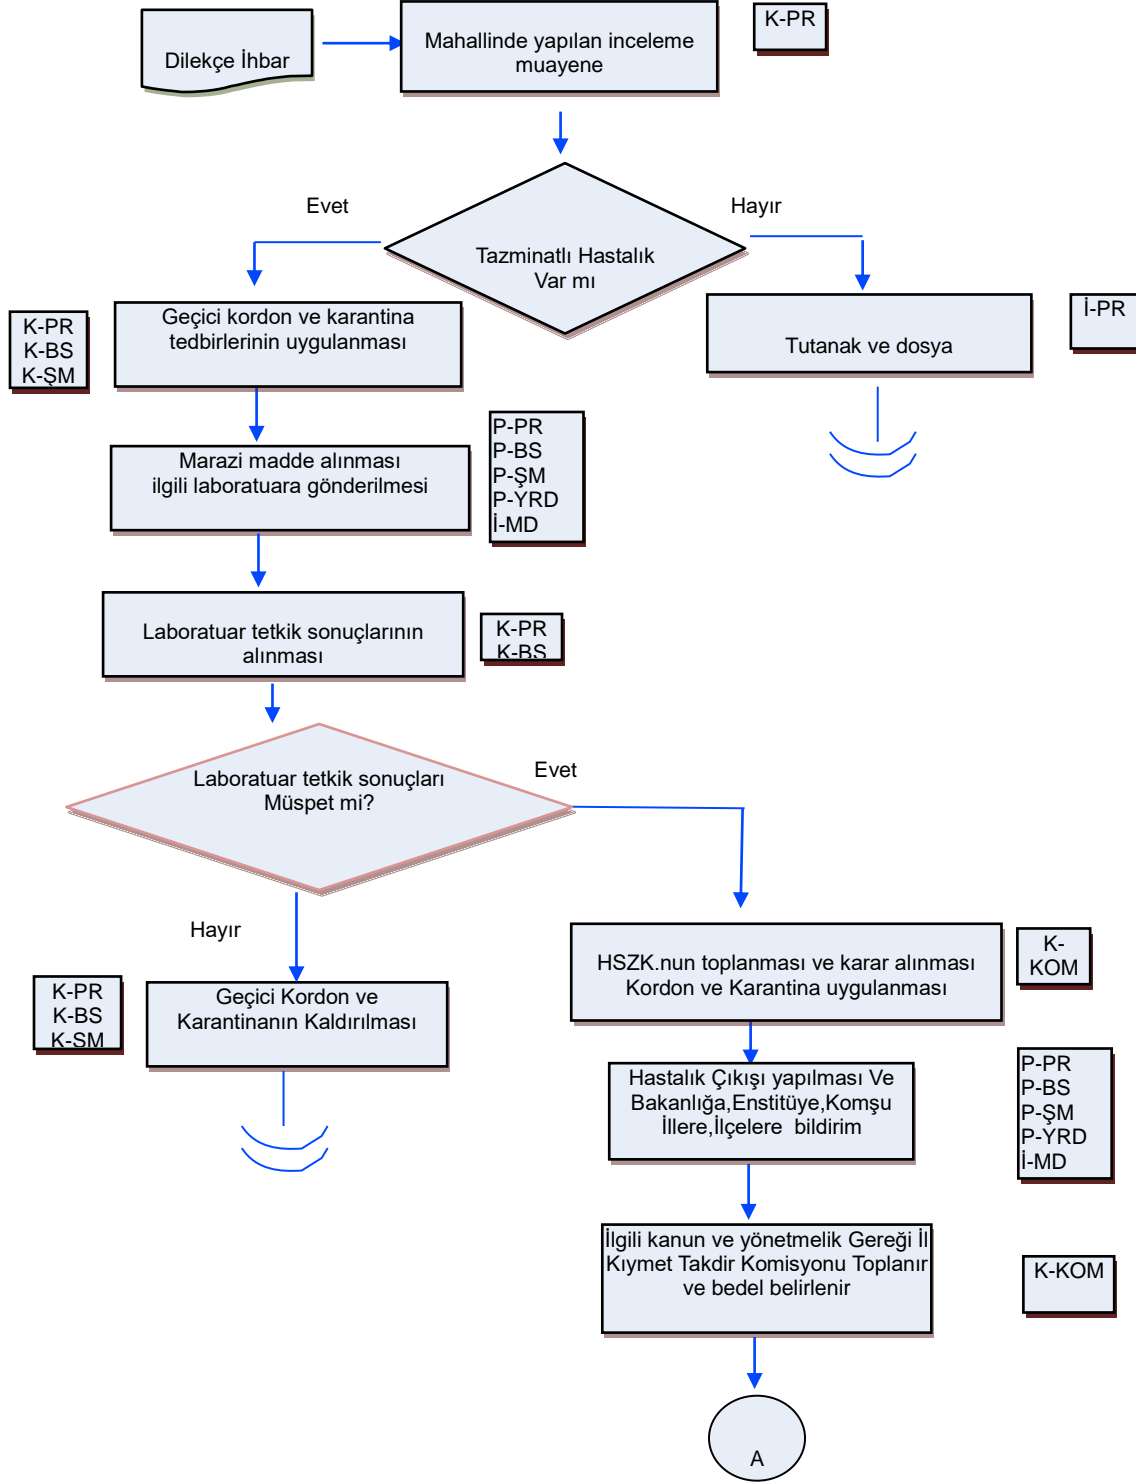 Dilekçe İhbar
Mahallinde yapılan inceleme
muayene
K-PR
Evet
Hayır
Tazminatlı Hastalık
Var mı
K-PR
K-BS
K-ŞM
Geçici kordon ve karantina
tedbirlerinin uygulanması
Tutanak ve dosya
İ-PR
Marazi madde alınması
ilgili laboratuara gönderilmesi
P-PR
P-BS
P-ŞM
P-YRD
İ-MD
Laboratuar tetkik sonuçlarının
alınması
K-PR
K-BS
Laboratuar tetkik sonuçları
Müspet mi?
Evet
Hayır
K-PR
K-BS
K-SM
Geçici Kordon ve
Karantinanın Kaldırılması
HSZK.nun toplanması ve karar alınması
Kordon ve Karantina uygulanması
K-
KOM
Hastalık Çıkışı yapılması Ve
Bakanlığa,Enstitüye,Komşu
İllere,İlçelere  bildirim
P-PR
P-BS
P-ŞM
P-YRD
İ-MD
İlgili kanun ve yönetmelik Gereği İl
Kıymet Takdir Komisyonu Toplanır
ve bedel belirlenir
K-KOM
A